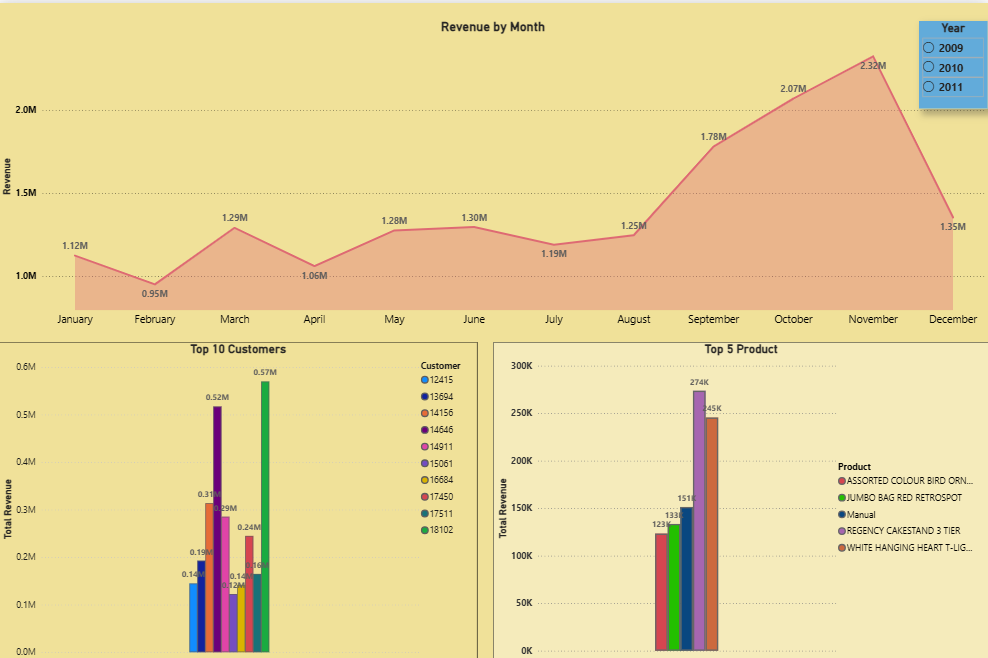 Revenue by Month
Year
2009
2010
2011
Revenue
2.0M
1.5M
1.0M
1.12M
0.95M
1.29M
1.06M
1.28M
1.30M
1.19M
1.25M
1.78M
2.07M
2.32M
1.35M
January February March April May June July August September October November December
Top 10 Customers
Total Revenue
0.6M
0.5M
0.4M
0.3M
0.2M
0.1M
0.0M
0.14M
0.19M
0.31M
0.52M
0.29M
0.12M
0.14M
0.24M
0.16M
0.57M
Customer
12415
13694
14156
14646
14911
15061
16684
17450
17511
18102
Top 5 Product
Total Revenue
300K
250K
200K
150K
100K
50K
0K
123K
133K
151K
274K
245K
Product
ASSORTED COLOUR BIRD ORN...
JUMBO BAG RED RETROSPOT
Manual
REGENCY CAKESTAND 3 TIER
WHITE HANGING HEART T-LIG...